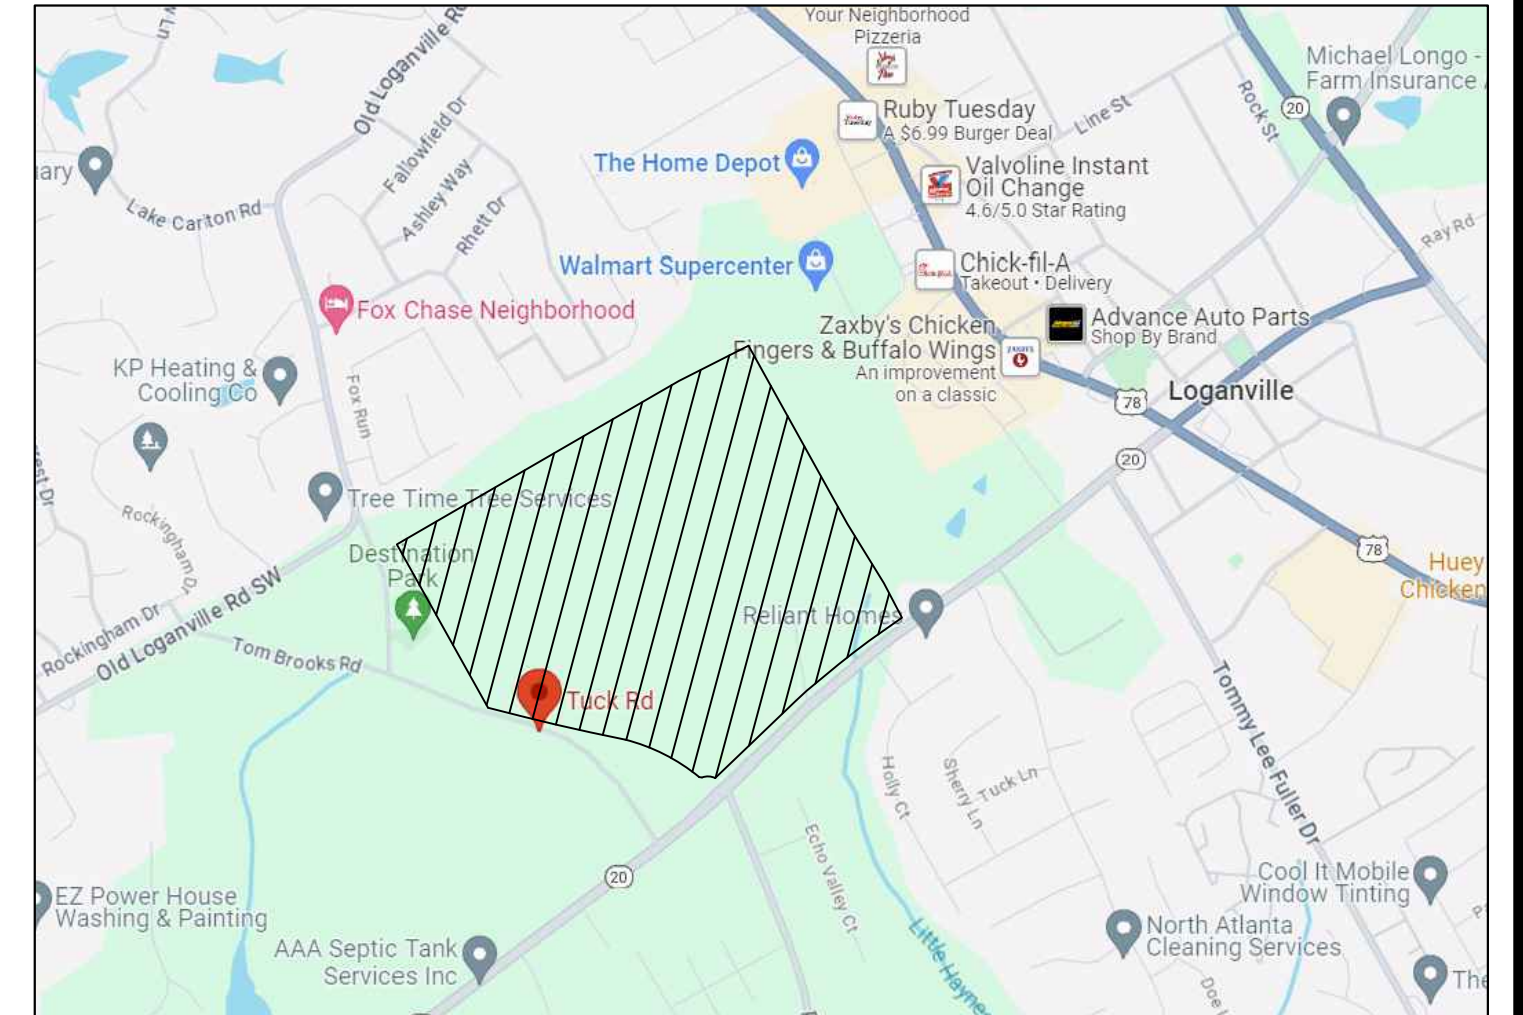 Your Neighborhood
Pizzeria
Old Loganville Rd
Michael Longo -
Farm Insurance
Ruby Tuesday
A $6.99 Burger Deal
Line St
Rock St
20
Fallowfield Dr
The Home Depot
Valvoline Instant
Oil Change
4.6/5.0 Star Rating
Lake Carlton Rd
Ashley Way
Rhett Dr
Ray Rd
Walmart Supercenter
Chick-fil-A
Takeout • Delivery
Fox Chase Neighborhood
Zaxby's Chicken
Fingers & Buffalo Wings
An improvement
on a classic
Advance Auto Parts
Shop By Brand
KP Heating &
Cooling Co
Fox Run
78
Loganville
20
Tree Time Tree Services
Rockingham Dr
Destination
Park
78
Huey
Chicken
Rockingham Dr
Old Loganville Rd SW
Tom Brooks Rd
Reliant Homes
Tuck Rd
Tommy Lee Fuller Dr
Holly Ct
Sherry Ln
Tuck Ln
Echo Valley Ct
20
EZ Power House
Washing & Painting
Cool It Mobile
Window Tinting
North Atlanta
Cleaning Services
AAA Septic Tank
Services Inc
Little Haynes
Doe
The